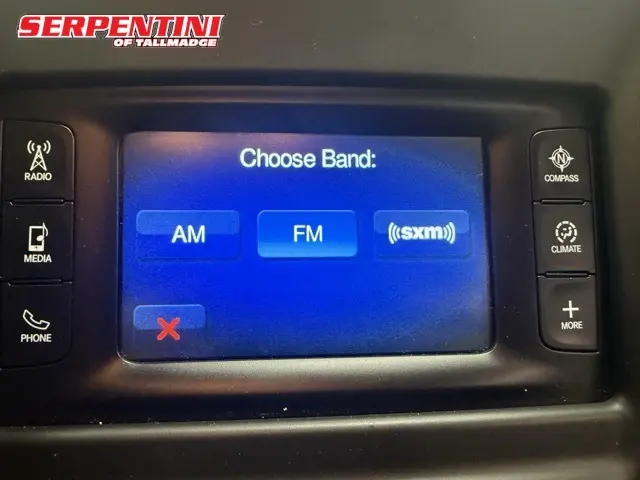 SERPENTINI
OF TALLMADGE
Choose Band:
AM FM ((sxm))
RADIO
MEDIA
PHONE
N
COMPASS
CLIMATE
+
MORE